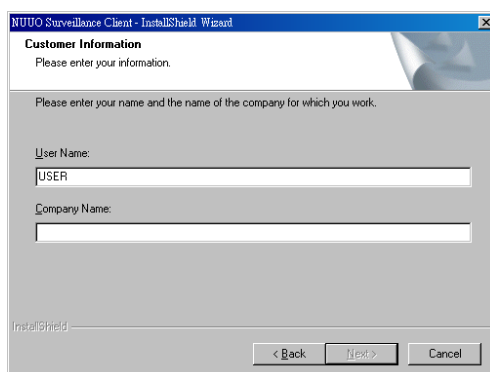 NUUO Surveillance Client - InstallShield Wizard
Customer Information
Please enter your information.
Please enter your name and the name of the company for which you work.
User Name:
USER
Company Name:
InstallShield
< Back
Next >
Cancel